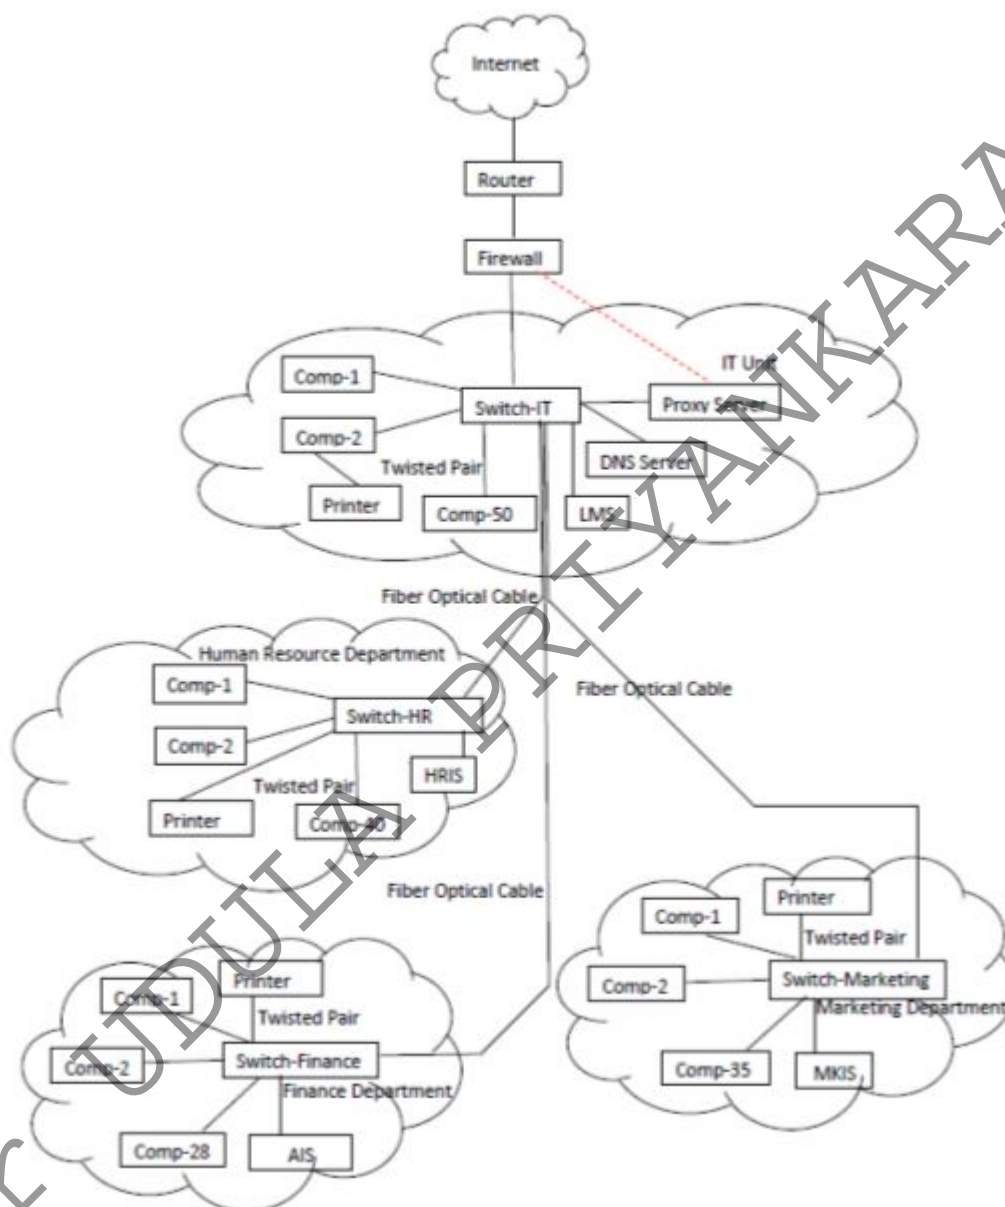 Internet
Router
Firewall
IT Unit
Comp-1
Switch-IT
Proxy Server
Comp-2
Twisted Pair
DNS Server
Printer
Comp-50
LMS
Fiber Optical Cable
Human Resource Department
Comp-1
Fiber Optical Cable
Switch-HR
Comp-2
HRIS
Twisted Pair
Printer
Comp-40
Fiber Optical Cable
Printer
Comp-1
Twisted Pair
Switch-Marketing
Comp-2
Marketing Department
Comp-35
MKIS
Printer
Comp-1
Twisted Pair
Switch-Finance
Comp-2
Finance Department
Comp-28
AIS
UDULA PRIYANKARA